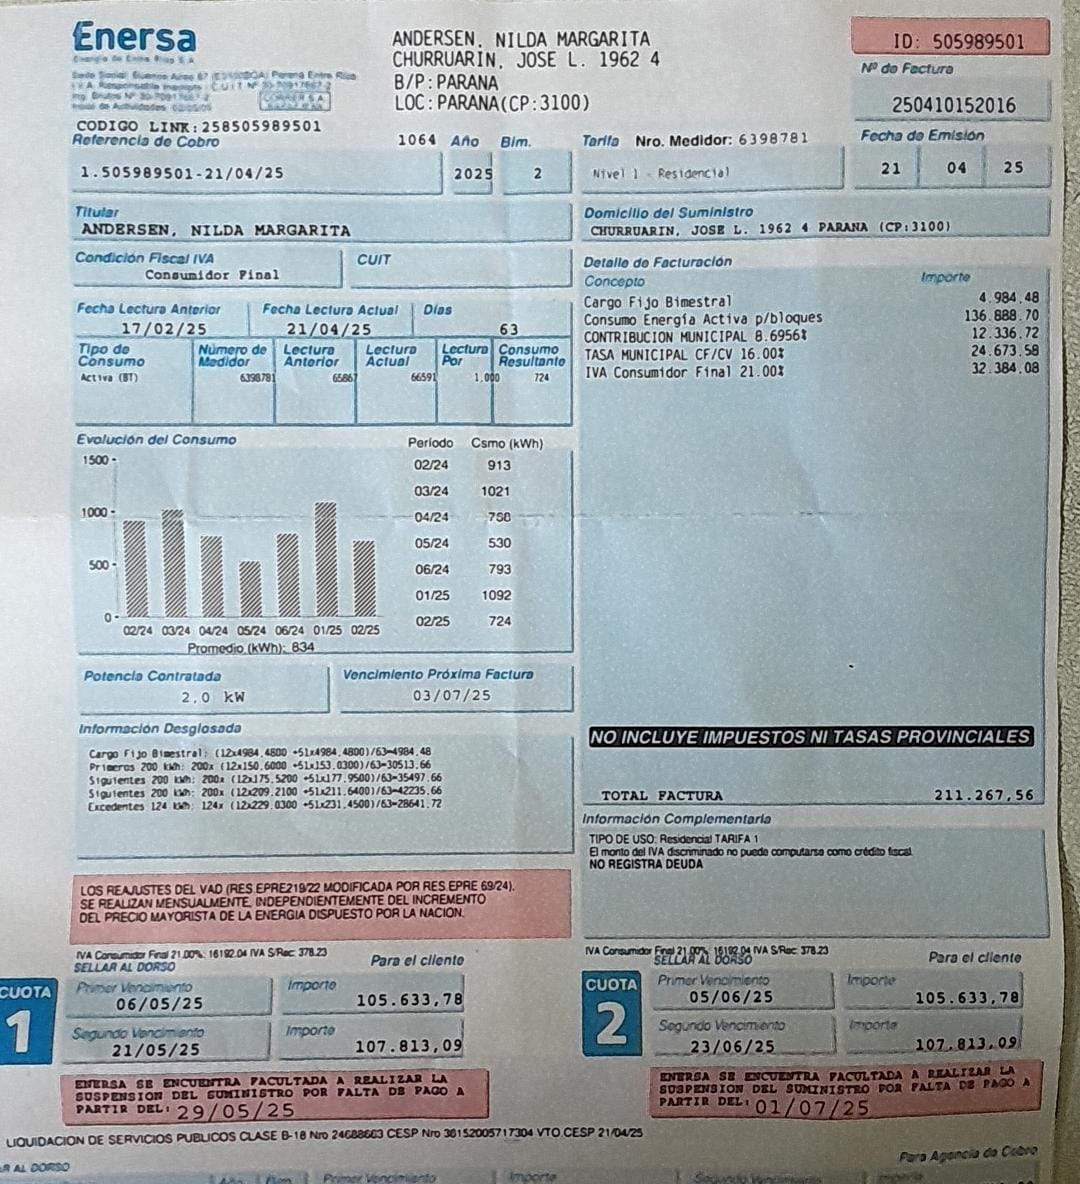 Enersa
Energía de Entre Ríos S.A.
ANDERSEN, NILDA MARGARITA
CHURRUARIN, JOSE L. 1962 4
B/P:PARANA
LOC:PARANA(CP:3100)
ID: 505989501
Nº de Factura
250410152016
CODIGO LINK:258505989501
Referencia de Cobro
1064 Año Bim.
1.505989501-21/04/25
2025 2
Tarifa Nro. Medidor: 6398781
Nivel 1 - Residencial
Fecha de Emisión
21 04 25
Titular
ANDERSEN, NILDA MARGARITA
Domicilio del Suministro
CHURRUARIN, JOSE L. 1962 4 PARANA (CP:3100)
Condición Fiscal IVA
Consumidor Final
CUIT
Fecha Lectura Anterior Fecha Lectura Actual Días
17/02/25 21/04/25 63
Tipo de Consumo Número de Medidor Lectura Anterior Lectura Actual Lectura Por Consumo Resultante
Activa (BT) 6398781 6586 66591 1,000 724
Detalle de Facturación
Concepto Importe
Cargo Fijo Bimestral 4.984.48
Consumo Energía Activa p/bloques 136.888.70
CONTRIBUCION MUNICIPAL 8.6956% 12.336.72
TASA MUNICIPAL CF/CV 16.00% 24.673.58
IVA Consumidor Final 21.00% 32.384.08
Evolución del Consumo
1500
1000
500
0
02/24 03/24 04/24 05/24 06/24 01/25 02/25
Promedio (kWh): 834
Período Csmo (kWh)
02/24 913
03/24 1021
04/24 768
05/24 530
06/24 793
01/25 1092
02/25 724
Potencia Contratada
2,0 kW
Vencimiento Próxima Factura
03/07/25
Información Desglosada
Cargo Fijo Bimestral: (12x4984,4800 +51x4984,4800)/63=4984,48
Primeros 200 kWh: 200x (12x150,6000 +51x153,0300)/63=30513,66
Siguientes 200 kWh: 200x (12x175,5200 +51x177,9500)/63=35497,66
Siguientes 200 kWh: 200x (12x209,2100 +51x211,6400)/63=42235,66
Excedentes 124 kWh: 124x (12x229,0300 +51x231,4500)/63=28641,72
NO INCLUYE IMPUESTOS NI TASAS PROVINCIALES
TOTAL FACTURA 211.267,56
Información Complementaria
TIPO DE USO: Residencial TARIFA 1
El monto del IVA discriminado no puede computarse como crédito fiscal.
NO REGISTRA DEUDA
LOS REAJUSTES DEL VAD (RES.EPRE219/22 MODIFICADA POR RES.EPRE 69/24),
SE REALIZAN MENSUALMENTE, INDEPENDIENTEMENTE DEL INCREMENTO
DEL PRECIO MAYORISTA DE LA ENERGIA DISPUESTO POR LA NACION.
IVA Consumidor Final 21.00%: 16192.04 IVA S/Rec: 378.23
SELLAR AL DORSO
Para el cliente
CUOTA
1
Primer Vencimiento Importe
06/05/25 105.633,78
Segundo Vencimiento Importe
21/05/25 107.813,09
ENERSA SE ENCUENTRA FACULTADA A REALIZAR LA
SUSPENSION DEL SUMINISTRO POR FALTA DE PAGO A
PARTIR DEL: 29/05/25
IVA Consumidor Final 21.00%: 16192.04 IVA S/Rec: 378.23
SELLAR AL DORSO
Para el cliente
CUOTA
2
Primer Vencimiento Importe
05/06/25 105.633,78
Segundo Vencimiento Importe
23/06/25 107.813,09
ENERSA SE ENCUENTRA FACULTADA A REALIZAR LA
SUSPENSION DEL SUMINISTRO POR FALTA DE PAGO A
PARTIR DEL: 01/07/25
LIQUIDACION DE SERVICIOS PUBLICOS CLASE B-18 Nro 24688663 CESP Nro 36152005717304 VTO.CESP 21/04/25
AR AL DORSO
Para Agencia de Cobro
Año Bim Primer Vencimiento Importe Segundo Vencimiento Importe